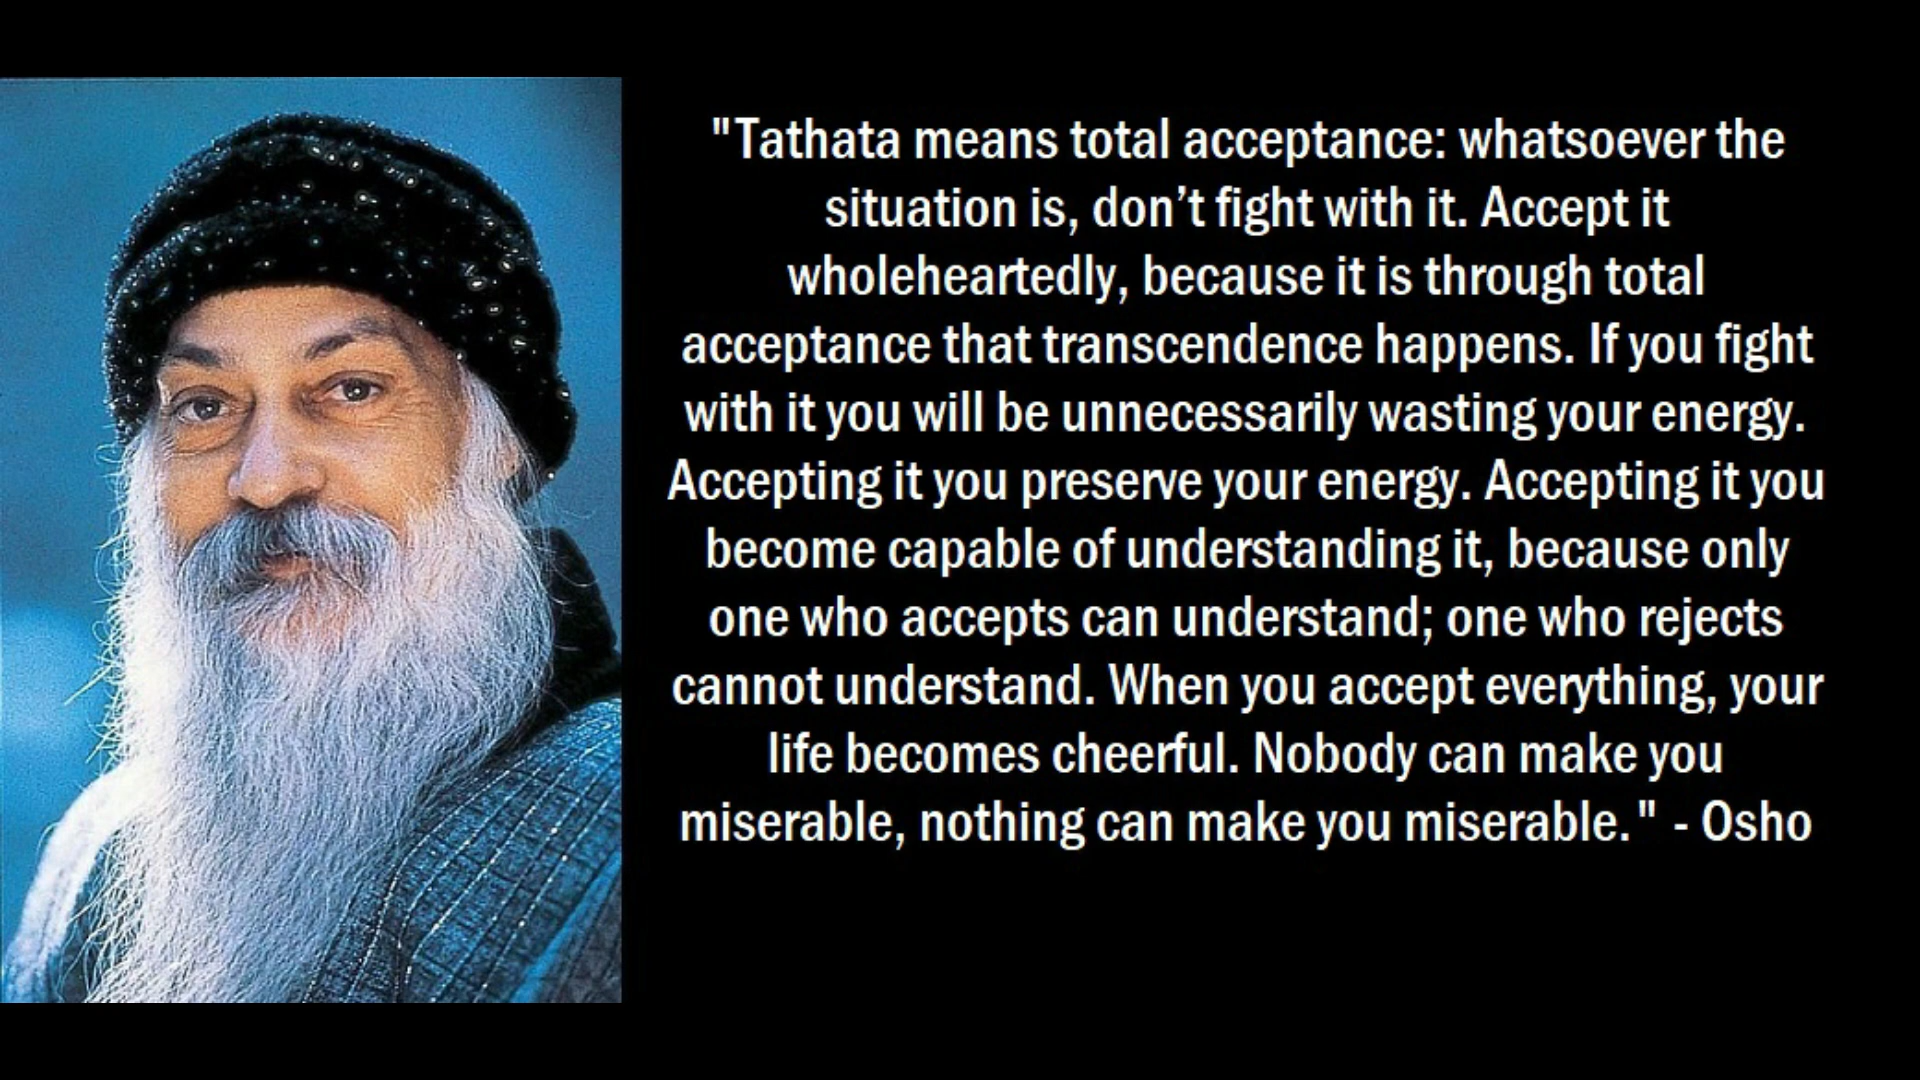 "Tathata means total acceptance: whatsoever the
situation is, don’t fight with it. Accept it
wholeheartedly, because it is through total
acceptance that transcendence happens. If you fight
with it you will be unnecessarily wasting your energy.
Accepting it you preserve your energy. Accepting it you
become capable of understanding it, because only
one who accepts can understand; one who rejects
cannot understand. When you accept everything, your
life becomes cheerful. Nobody can make you
miserable, nothing can make you miserable." - Osho